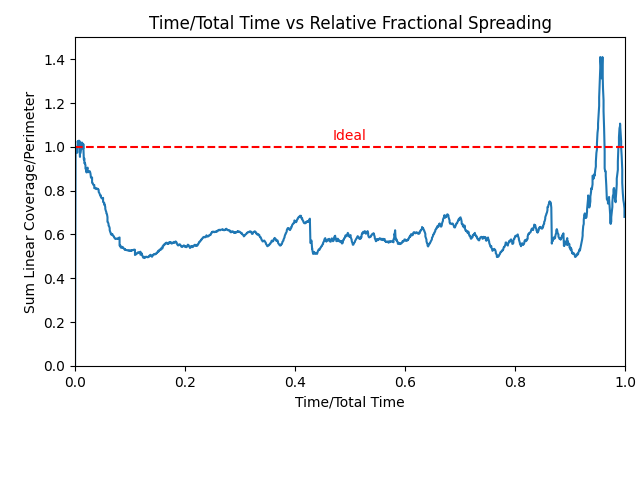 Time/Total Time vs Relative Fractional Spreading
Sum Linear Coverage/Perimeter
1.4
1.2
1.0
0.8
0.6
0.4
0.2
0.0
Ideal
0.0 0.2 0.4 0.6 0.8 1.0
Time/Total Time